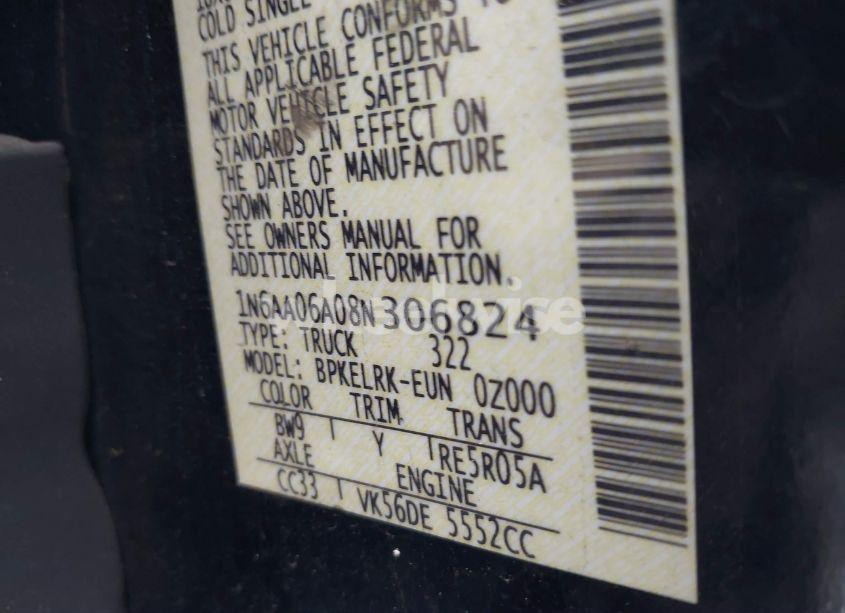 COLD SINGLE
THIS VEHICLE CONFORMS TO
ALL APPLICABLE FEDERAL
MOTOR VEHICLE SAFETY
STANDARDS IN EFFECT ON
THE DATE OF MANUFACTURE
SHOWN ABOVE.
SEE OWNERS MANUAL FOR
ADDITIONAL INFORMATION.
1N6AA06A08N306824
TYPE: TRUCK 322
MODEL: BPKELRK-EUN 0Z000
COLOR TRIM TRANS
BW9 Y RE5R05A
AXLE ENGINE
CC33 VK56DE 5552CC